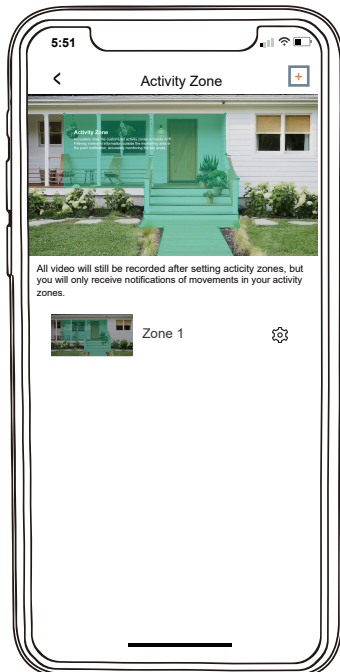 5:51
Activity Zone
+
Activity Zone
All video will still be recorded after setting acticity zones, but
you will only receive notifications of movements in your activity
zones.
Zone 1